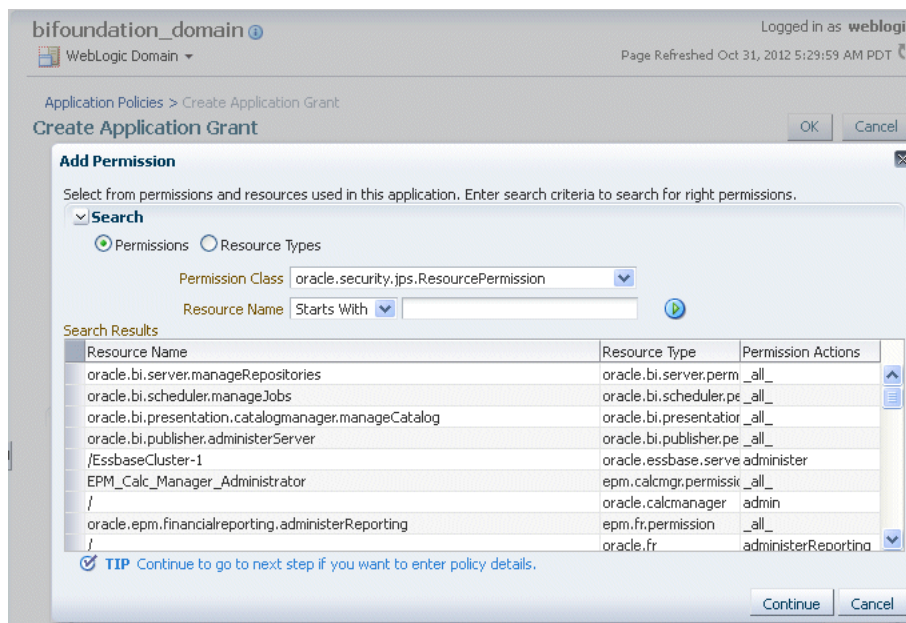 bifoundation_domain
Logged in as weblogi
WebLogic Domain
Page Refreshed Oct 31, 2012 5:29:59 AM PDT
Application Policies > Create Application Grant
Create Application Grant
OK Cancel
Add Permission
Select from permissions and resources used in this application. Enter search criteria to search for right permissions.
Search
Permissions Resource Types
Permission Class oracle.security.jps.ResourcePermission
Resource Name Starts With
Search Results
Resource Name Resource Type Permission Actions
oracle.bi.server.manageRepositories oracle.bi.server.perm _all_
oracle.bi.scheduler.manageJobs oracle.bi.scheduler.pe _all_
oracle.bi.presentation.catalogmanager.manageCatalog oracle.bi.presentation _all_
oracle.bi.publisher.administerServer oracle.bi.publisher.pe _all_
/EssbaseCluster-1 oracle.essbase.serve administer
EPM_Calc_Manager_Administrator epm.calcmgr.permissic _all_
/ oracle.calcmanager admin
oracle.epm.financialreporting.administerReporting epm.fr.permission _all_
/ oracle.fr administerReporting
TIP Continue to go to next step if you want to enter policy details.
Continue Cancel